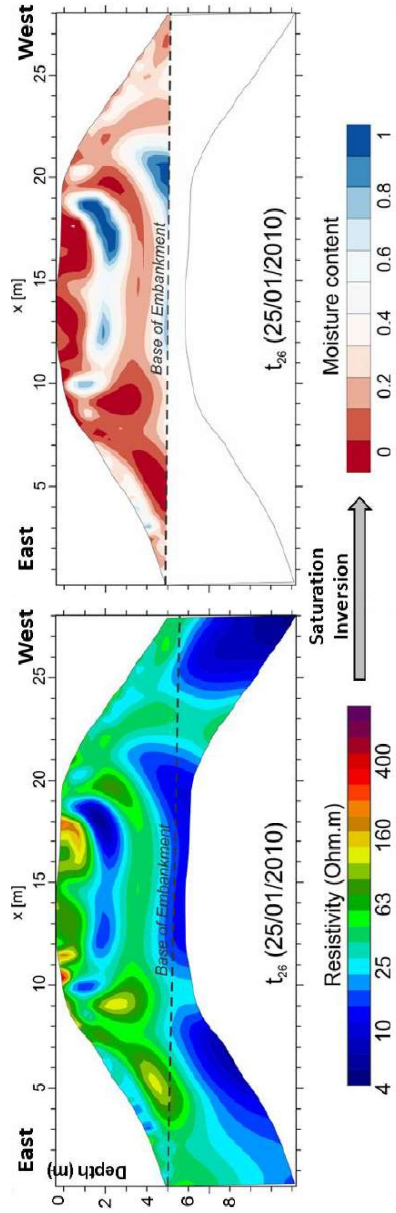 East
West
x [m]
5 10 15 20 25
Depth (m)
0
2
4
6
8
Base of Embankment
t26 (25/01/2010)
Resistivity (Ohm.m)
4 10 25 63 160 400
Saturation
Inversion
East
West
x [m]
5 10 15 20 25
Base of Embankment
t26 (25/01/2010)
Moisture content
0 0.2 0.4 0.6 0.8 1